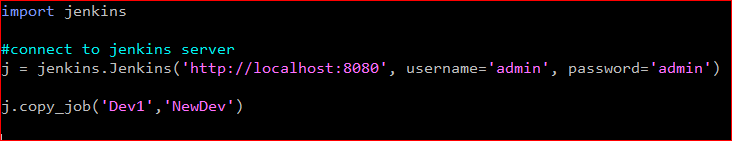 import jenkins
#connect to jenkins server
j = jenkins.Jenkins('http://localhost:8080', username='admin', password='admin')
j.copy_job('Dev1','NewDev')